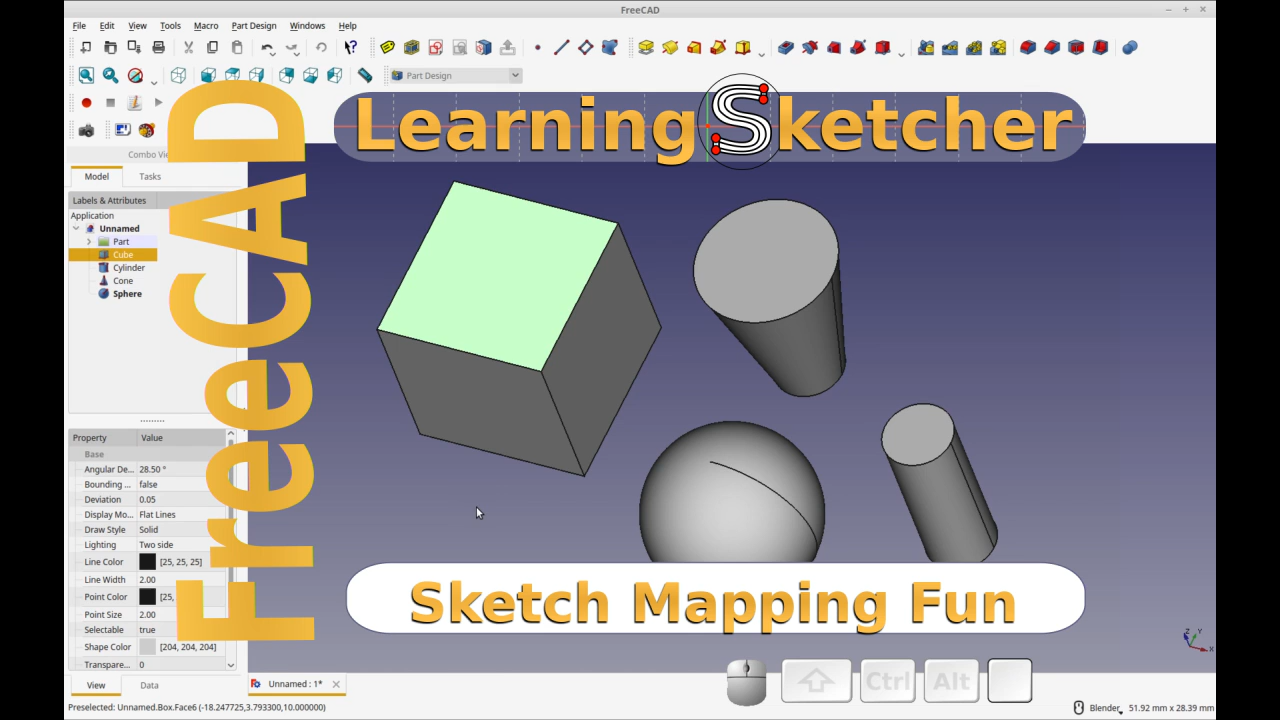 FreeCAD
File Edit View Tools Macro Part Design Windows Help
Part Design
Learning Sketcher
FreeCAD
Combo Vie
Model Tasks
Labels & Attributes
Application
Unnamed
Part
Cube
Cylinder
Cone
Sphere
Property Value
Base
Angular De... 28.50 °
Bounding ... false
Deviation 0.05
Display Mo... Flat Lines
Draw Style Solid
Lighting Two side
Line Color [25, 25, 25]
Line Width 2.00
Point Color [25,
Point Size 2.00
Selectable true
Shape Color [204, 204, 204]
Transpare... 0
View Data
Unnamed : 1*
Sketch Mapping Fun
Ctrl Alt
Z Y X
Preselected: Unnamed.Box.Face6 (-18.247725,3.793300,10.000000)
Blender 51.92 mm x 28.39 mm